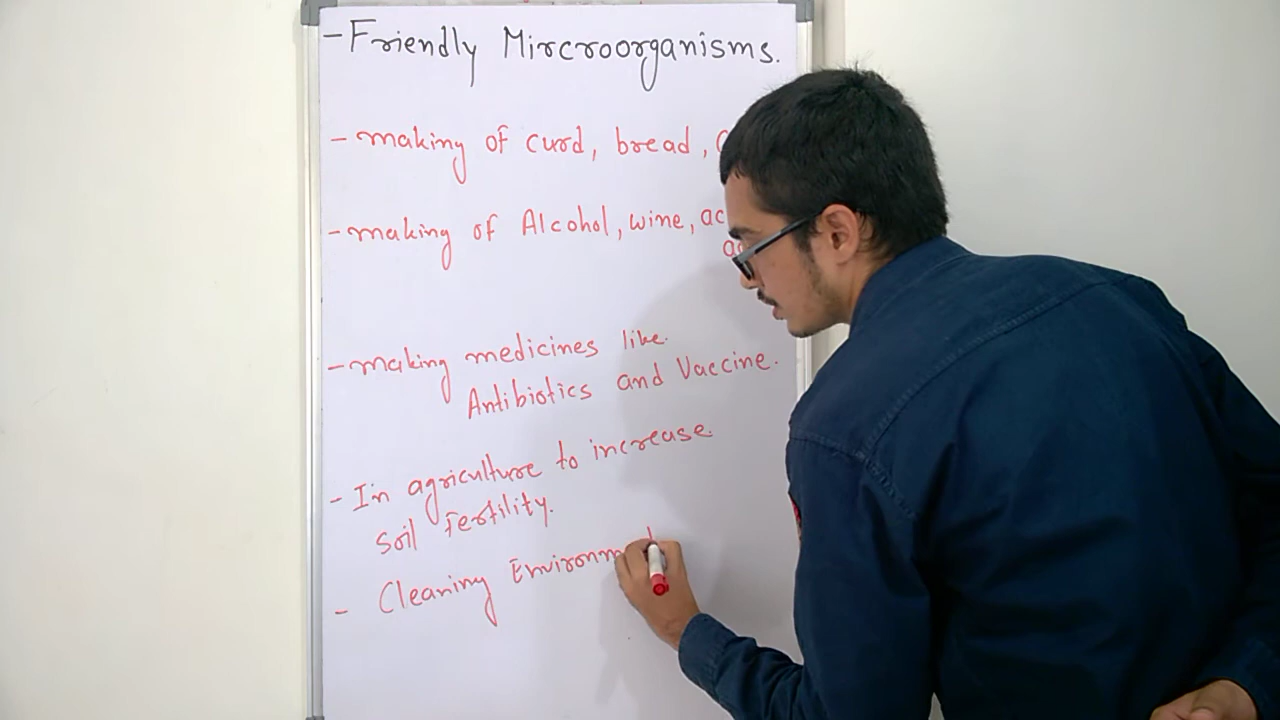 - Friendly Mircroorganisms.
- making of curd, bread,
- making of Alcohol, wine,
- making medicines like
Antibiotics and Vaccine.
- In agriculture to increase
soil fertility.
- Cleaning